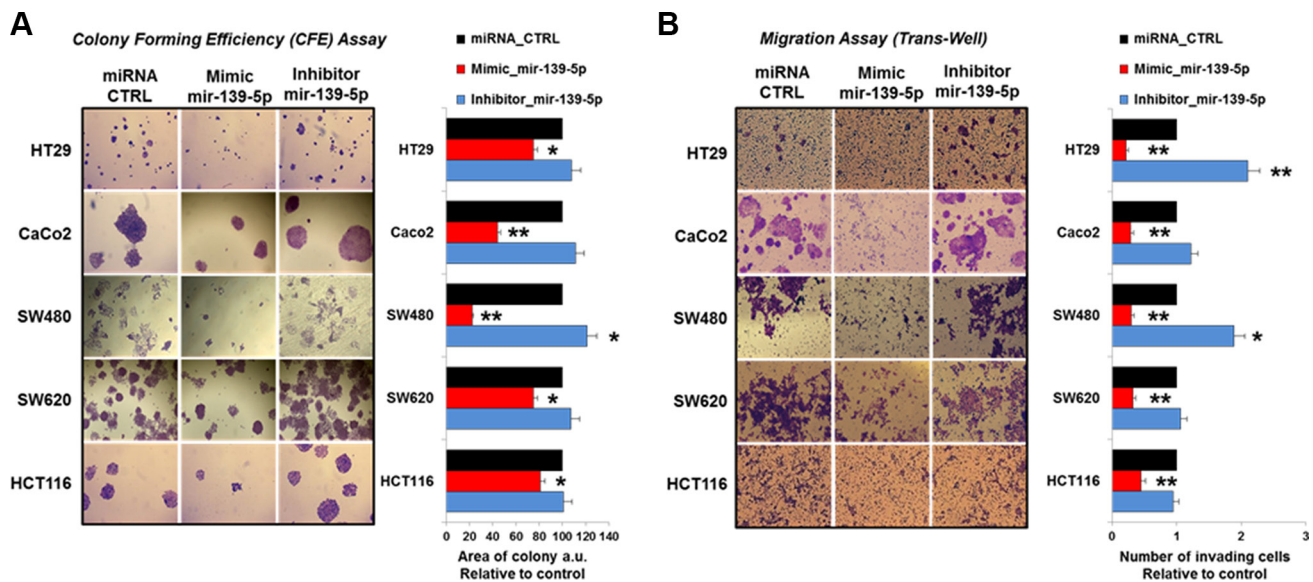 A
Colony Forming Efficiency (CFE) Assay
miRNA CTRL
Mimic mir-139-5p
Inhibitor mir-139-5p
HT29
CaCo2
SW480
SW620
HCT116
miRNA_CTRL
Mimic_mir-139-5p
Inhibitor_mir-139-5p
HT29
*
Caco2
**
SW480
**
*
SW620
*
HCT116
*
0 20 40 60 80 100 120 140
Area of colony a.u.
Relative to control
B
Migration Assay (Trans-Well)
miRNA CTRL
Mimic mir-139-5p
Inhibitor mir-139-5p
HT29
CaCo2
SW480
SW620
HCT116
miRNA_CTRL
Mimic_mir-139-5p
Inhibitor_mir-139-5p
HT29
**
**
Caco2
**
SW480
**
*
SW620
**
HCT116
**
0 1 2 3
Number of invading cells
Relative to control